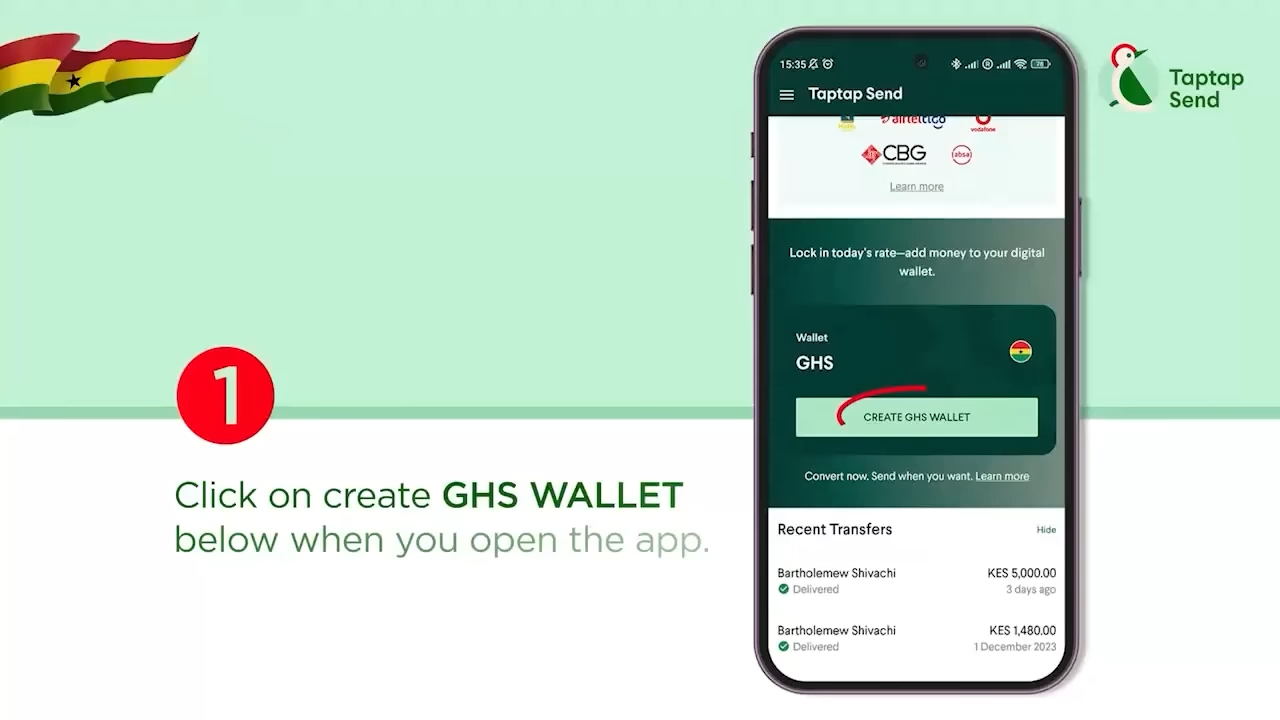 15:35
Taptap Send
airteltigo
vodafone
CBG
absa
Learn more
Lock in today's rate—add money to your digital
wallet.
Wallet
GHS
CREATE GHS WALLET
Convert now. Send when you want. Learn more
Recent Transfers
Hide
Bartholemew Shivachi
KES 5,000.00
Delivered
3 days ago
Bartholemew Shivachi
KES 1,480.00
Delivered
1 December 2023
Taptap
Send
1
Click on create GHS WALLET
below when you open the app.